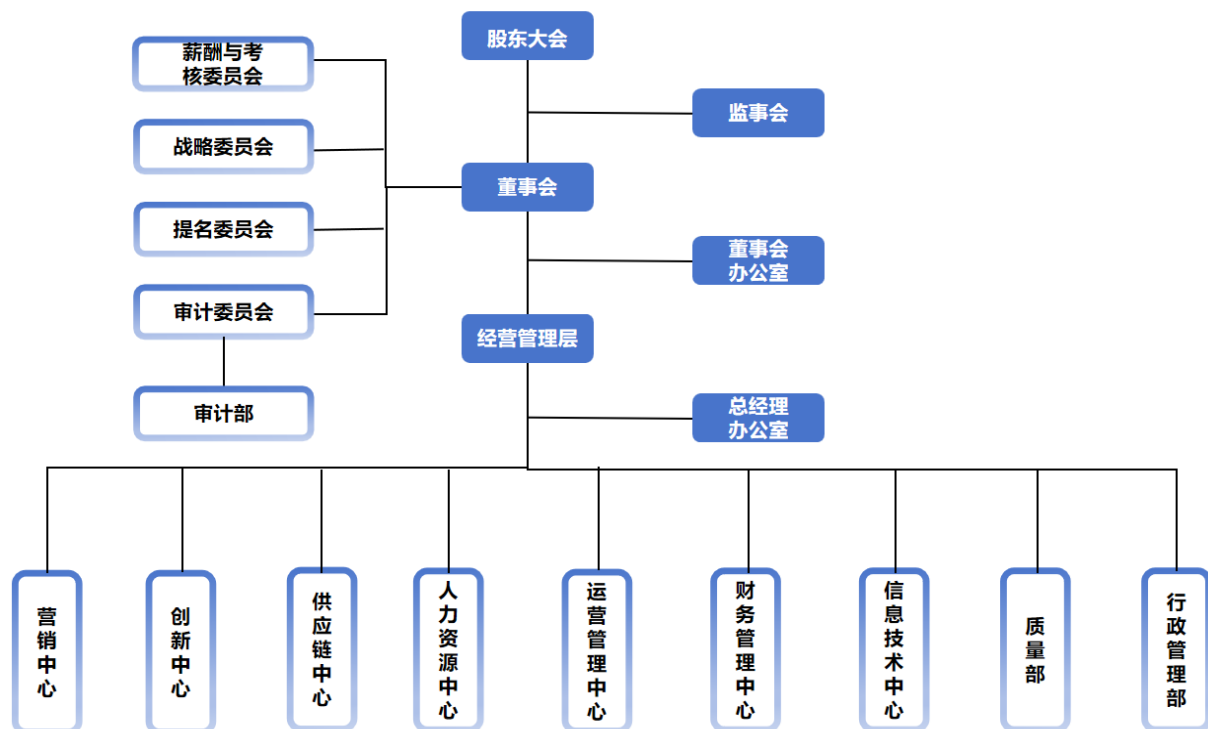 股东大会
薪酬与考
核委员会
监事会
战略委员会
董事会
提名委员会
董事会
办公室
审计委员会
经营管理层
审计部
总经理
办公室
营销中心
创新中心
供应链中心
人力资源中心
运营管理中心
财务管理中心
信息技术中心
质量部
行政管理部